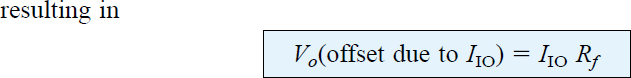 resulting in
V_o(offset due to I_IO) = I_IO R_f